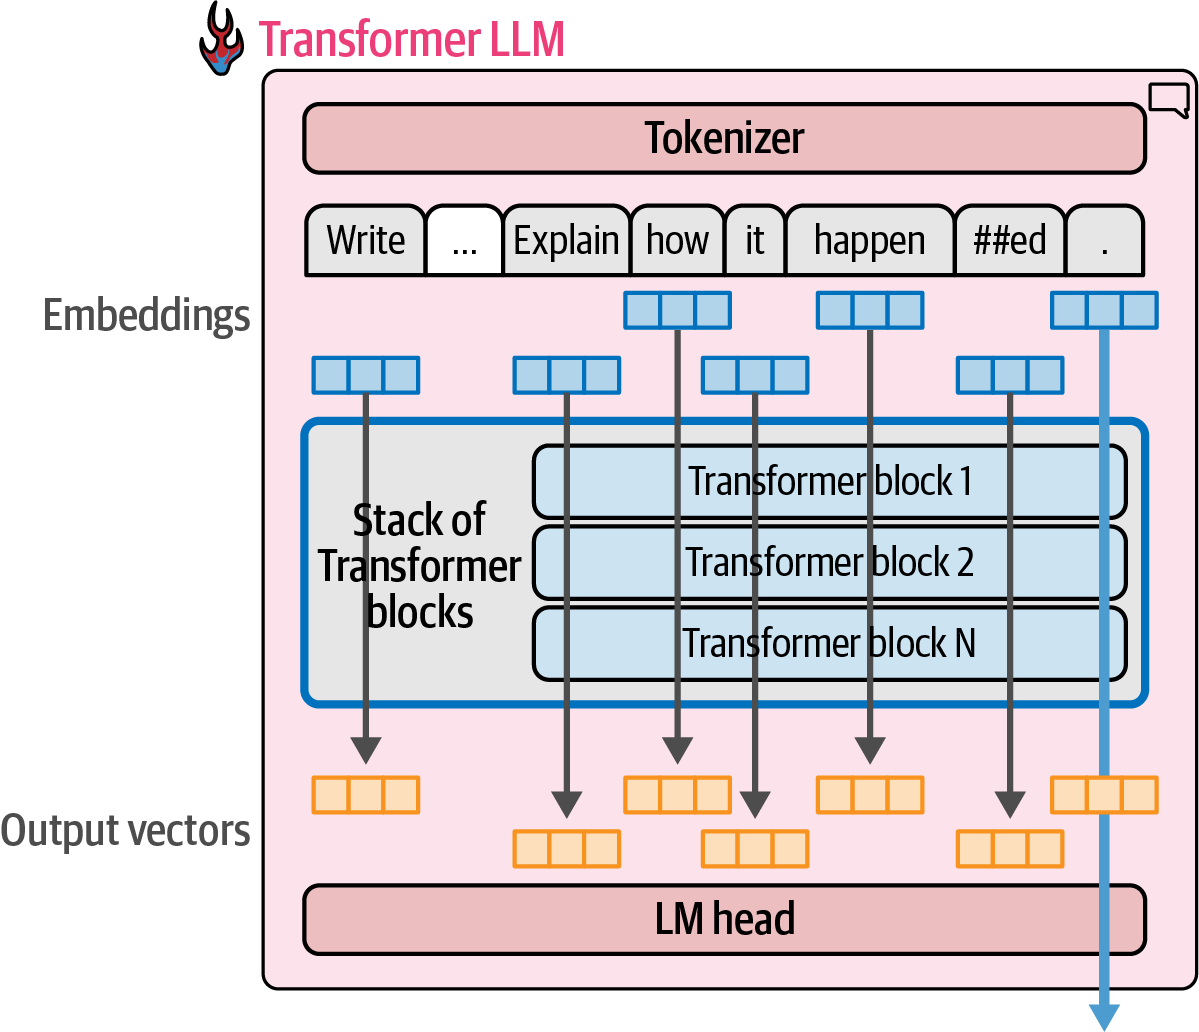 Transformer LLM
Tokenizer
Write ... Explain how it happen ##ed .
Embeddings
Stack of
Transformer
blocks
Transformer block 1
Transformer block 2
Transformer block N
Output vectors
LM head